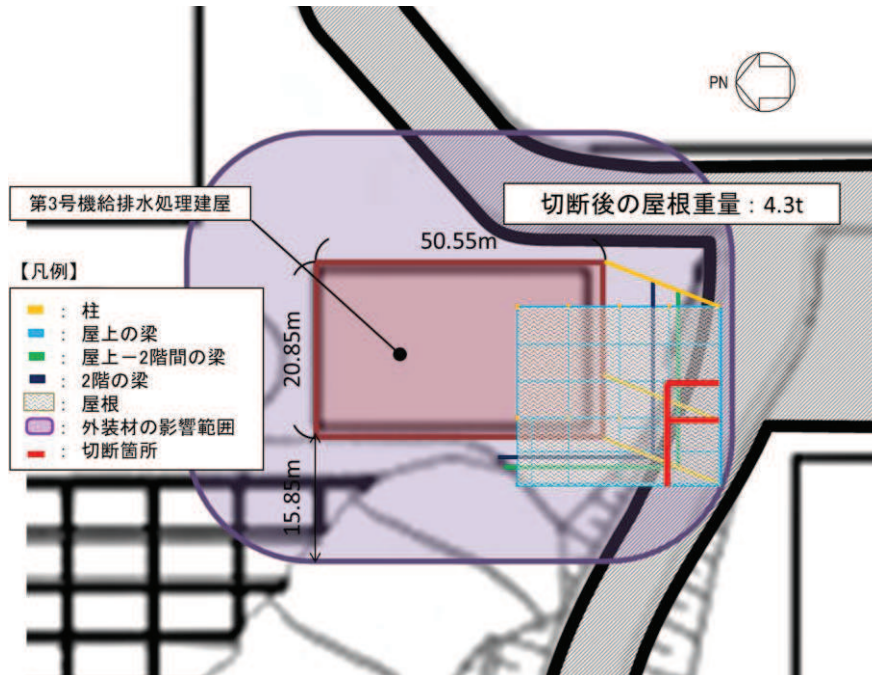 PN
第3号機給排水処理建屋
切断後の屋根重量：4.3t
50.55m
20.85m
15.85m
【凡例】
：柱
：屋上の梁
：屋上－2階間の梁
：2階の梁
：屋根
：外装材の影響範囲
：切断箇所